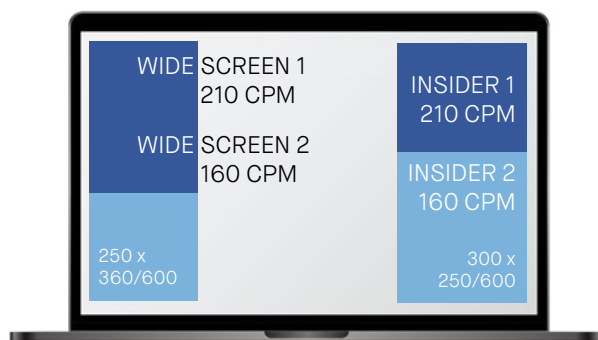 WIDE SCREEN 1
210 CPM
WIDE SCREEN 2
160 CPM
250 x
360/600
INSIDER 1
210 CPM
INSIDER 2
160 CPM
300 x
250/600